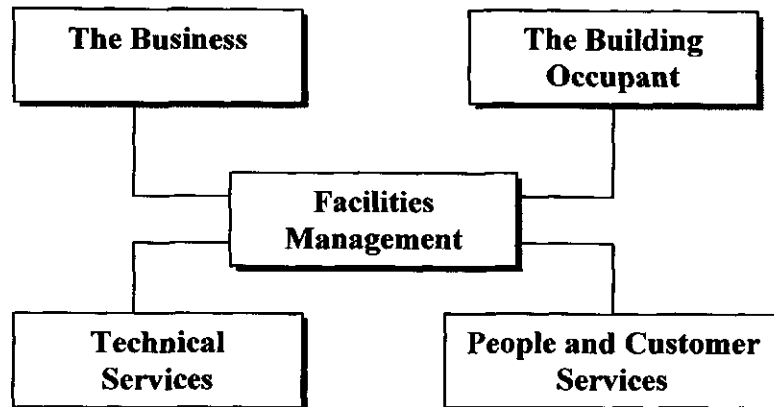 The Business
The Building
Occupant
Facilities
Management
Technical
Services
People and Customer
Services